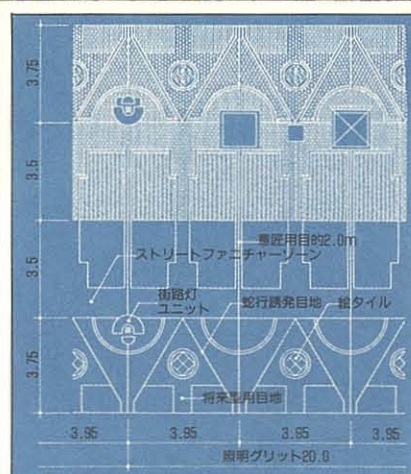 3.75
3.5
意匠用目的2.0m
ストリートファニチャーゾーン
3.5
街路灯
ユニット
蛇行誘発目地
絵タイル
3.75
将来型用目地
3.95
3.95
3.95
3.95
照明グリット20.0